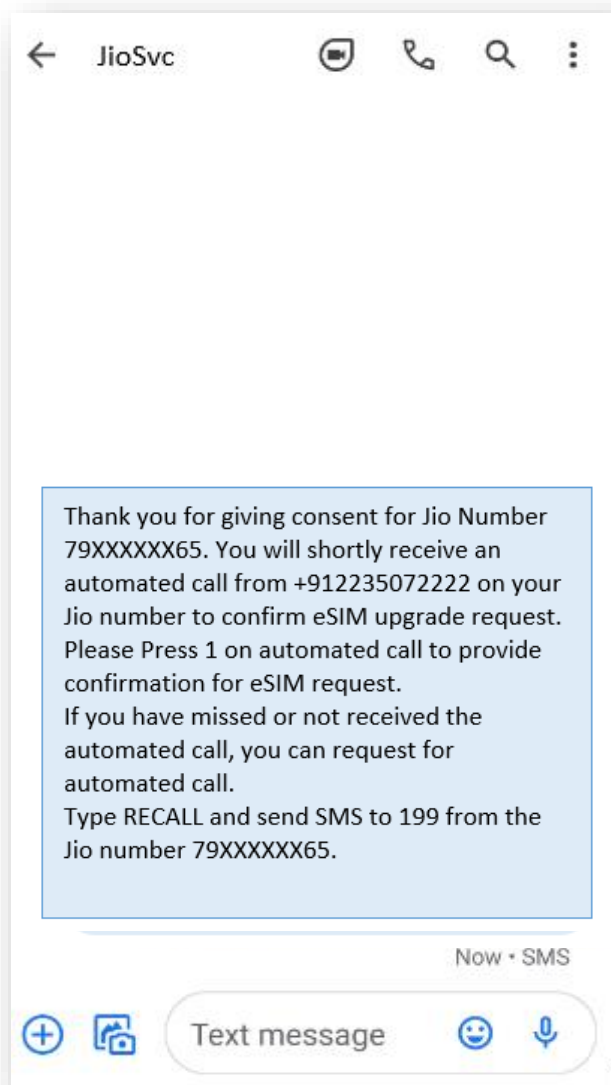 JioSvc
Thank you for giving consent for Jio Number
79XXXXXX65. You will shortly receive an
automated call from +912235072222 on your
Jio number to confirm eSIM upgrade request.
Please Press 1 on automated call to provide
confirmation for eSIM request.
If you have missed or not received the
automated call, you can request for
automated call.
Type RECALL and send SMS to 199 from the
Jio number 79XXXXXX65.
Now • SMS
Text message